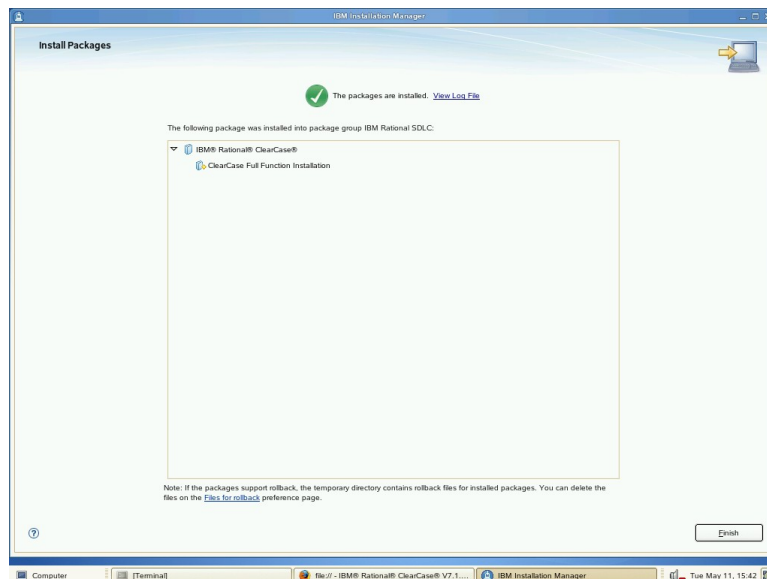 IBM Installation Manager
Install Packages
The packages are installed. View Log File
The following package was installed into package group IBM Rational SDLC:
IBM® Rational® ClearCase®
ClearCase Full Function Installation
Note: If the packages support rollback, the temporary directory contains rollback files for installed packages. You can delete the
files on the Files for rollback preference page.
Finish
Computer [Terminal] file:// - IBM® Rational® ClearCase® V7.1.... IBM Installation Manager Tue May 11, 15:42